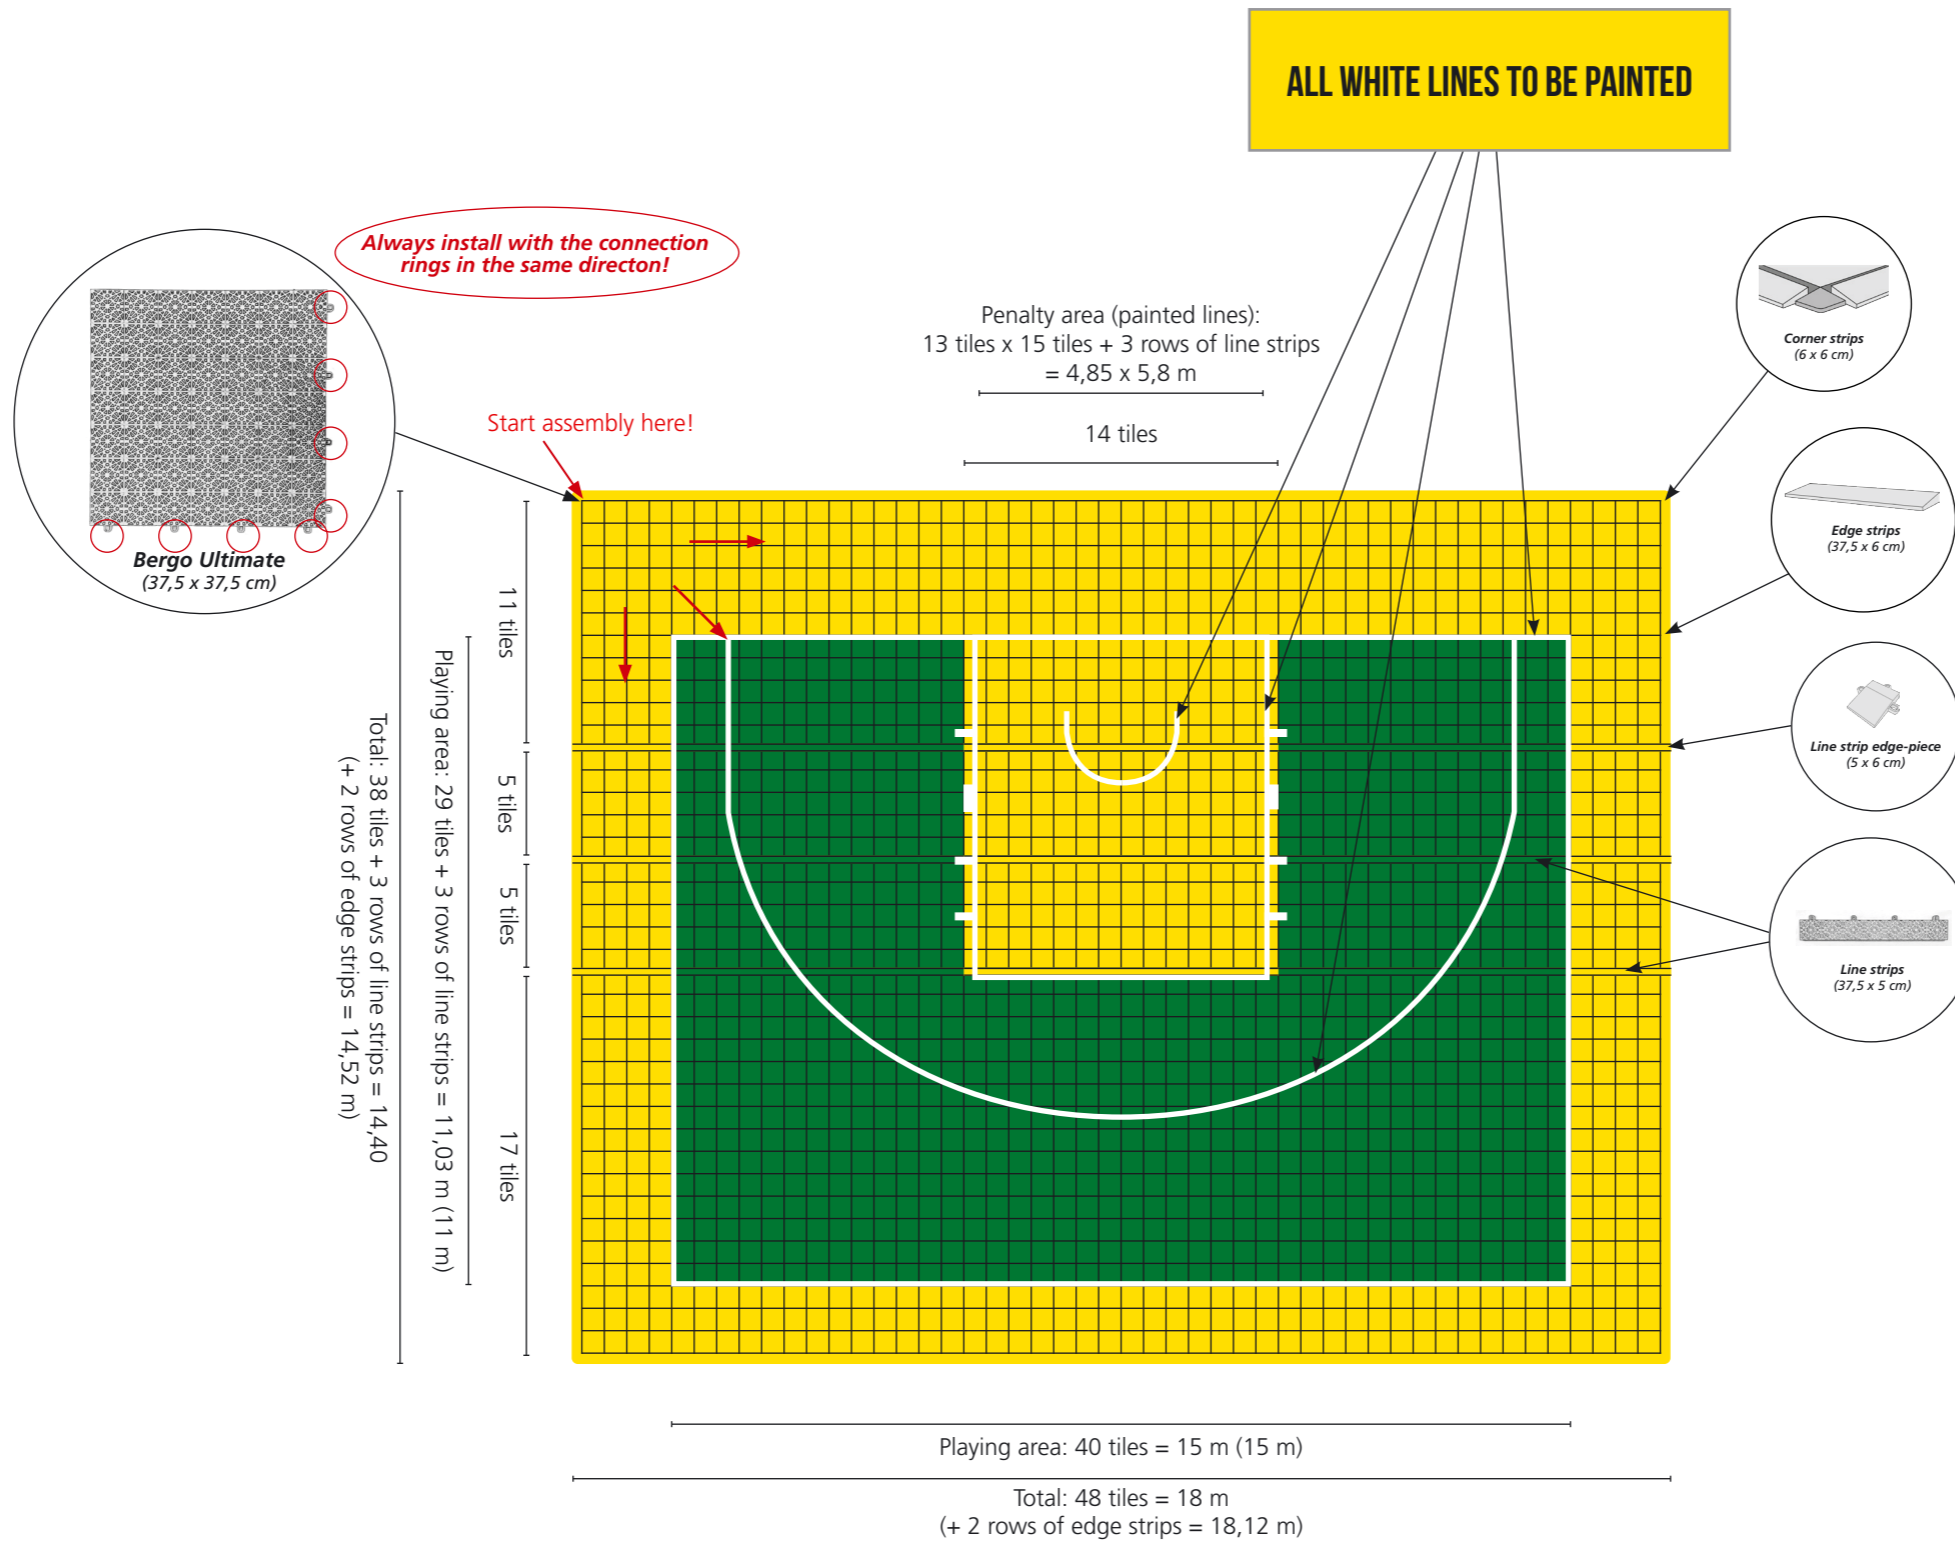 ALL WHITE LINES TO BE PAINTED
Always install with the connection
rings in the same directon!
Bergo Ultimate
(37,5 x 37,5 cm)
Start assembly here!
Penalty area (painted lines):
13 tiles x 15 tiles + 3 rows of line strips
= 4,85 x 5,8 m
14 tiles
Corner strips
(6 x 6 cm)
Edge strips
(37,5 x 6 cm)
Line strip edge-piece
(5 x 6 cm)
Line strips
(37,5 x 5 cm)
11 tiles
5 tiles
5 tiles
17 tiles
Playing area: 29 tiles + 3 rows of line strips = 11,03 m (11 m)
Total: 38 tiles + 3 rows of line strips = 14,40
(+ 2 rows of edge strips = 14,52 m)
Playing area: 40 tiles = 15 m (15 m)
Total: 48 tiles = 18 m
(+ 2 rows of edge strips = 18,12 m)